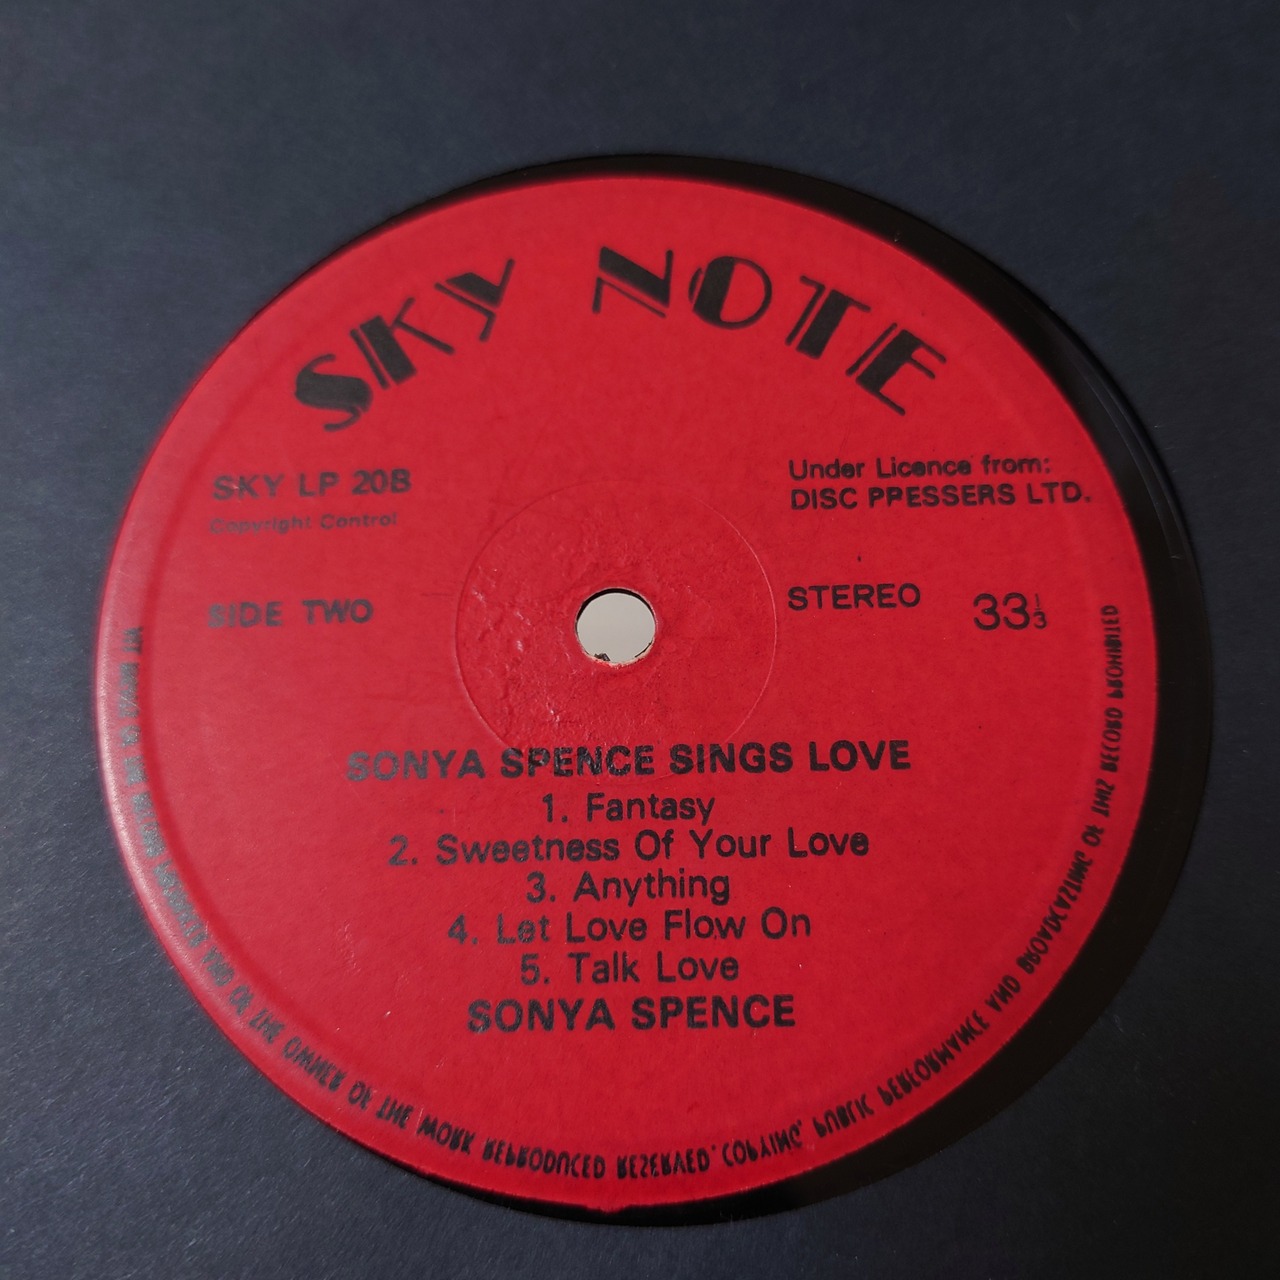 SKY NOTE
SKY LP 20B
Copyright Control
Under Licence from:
DISC PPESSERS LTD.
SIDE TWO
STEREO
33⅓
SONYA SPENCE SINGS LOVE
1. Fantasy
2. Sweetness Of Your Love
3. Anything
4. Let Love Flow On
5. Talk Love
SONYA SPENCE
OF THE OWNER OF THE WORK REPRODUCED RESERVED. COPYING, PUBLIC PERFORMANCE AND BROADCASTING OF THIS RECORD PROHIBITED